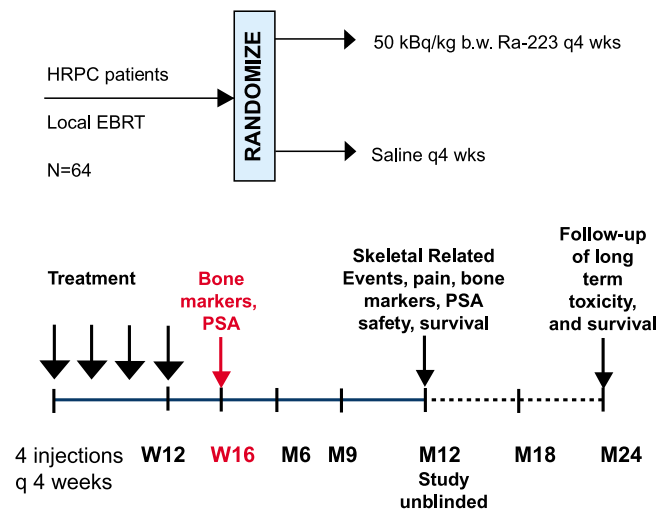 HRPC patients
Local EBRT
N=64
RANDOMIZE
50 kBq/kg b.w. Ra-223 q4 wks
Saline q4 wks
Treatment
Bone
markers,
PSA
Skeletal Related
Events, pain, bone
markers, PSA
safety, survival
Follow-up
of long
term
toxicity,
and survival
4 injections
q 4 weeks
W12
W16
M6
M9
M12
Study
unblinded
M18
M24